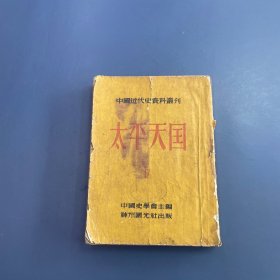 中國近代史資料叢刊
太平天国
中國史學會主編
神州國光社出版